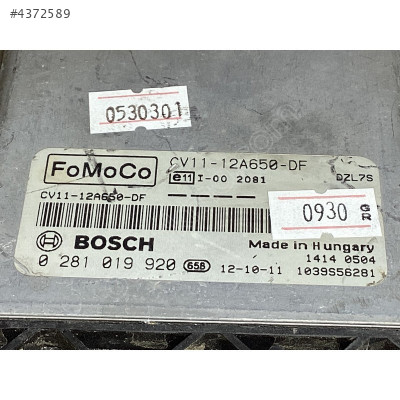 #4372589
0530301
FoMoCo
CV11-12A650-DF
e11 I-00 2081
DZL7S
CV11-12A650-DF
0930
GR
BOSCH
Made in Hungary
1414 0504
0 281 019 920 658 12-10-11 1039S56281